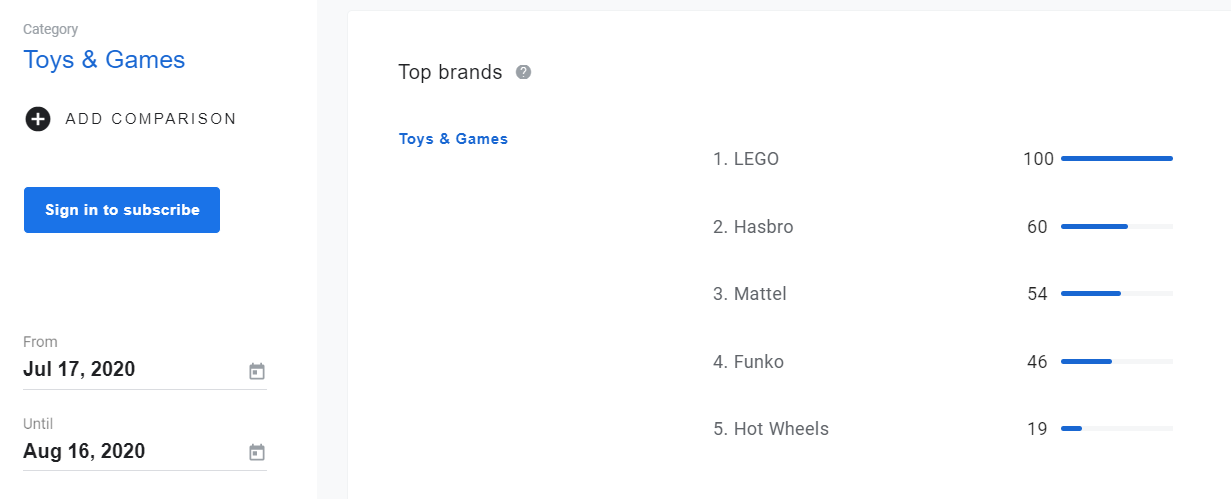 Category
Toys & Games
ADD COMPARISON
Sign in to subscribe
From
Jul 17, 2020
Until
Aug 16, 2020
Top brands ?
Toys & Games
1. LEGO 100
2. Hasbro 60
3. Mattel 54
4. Funko 46
5. Hot Wheels 19